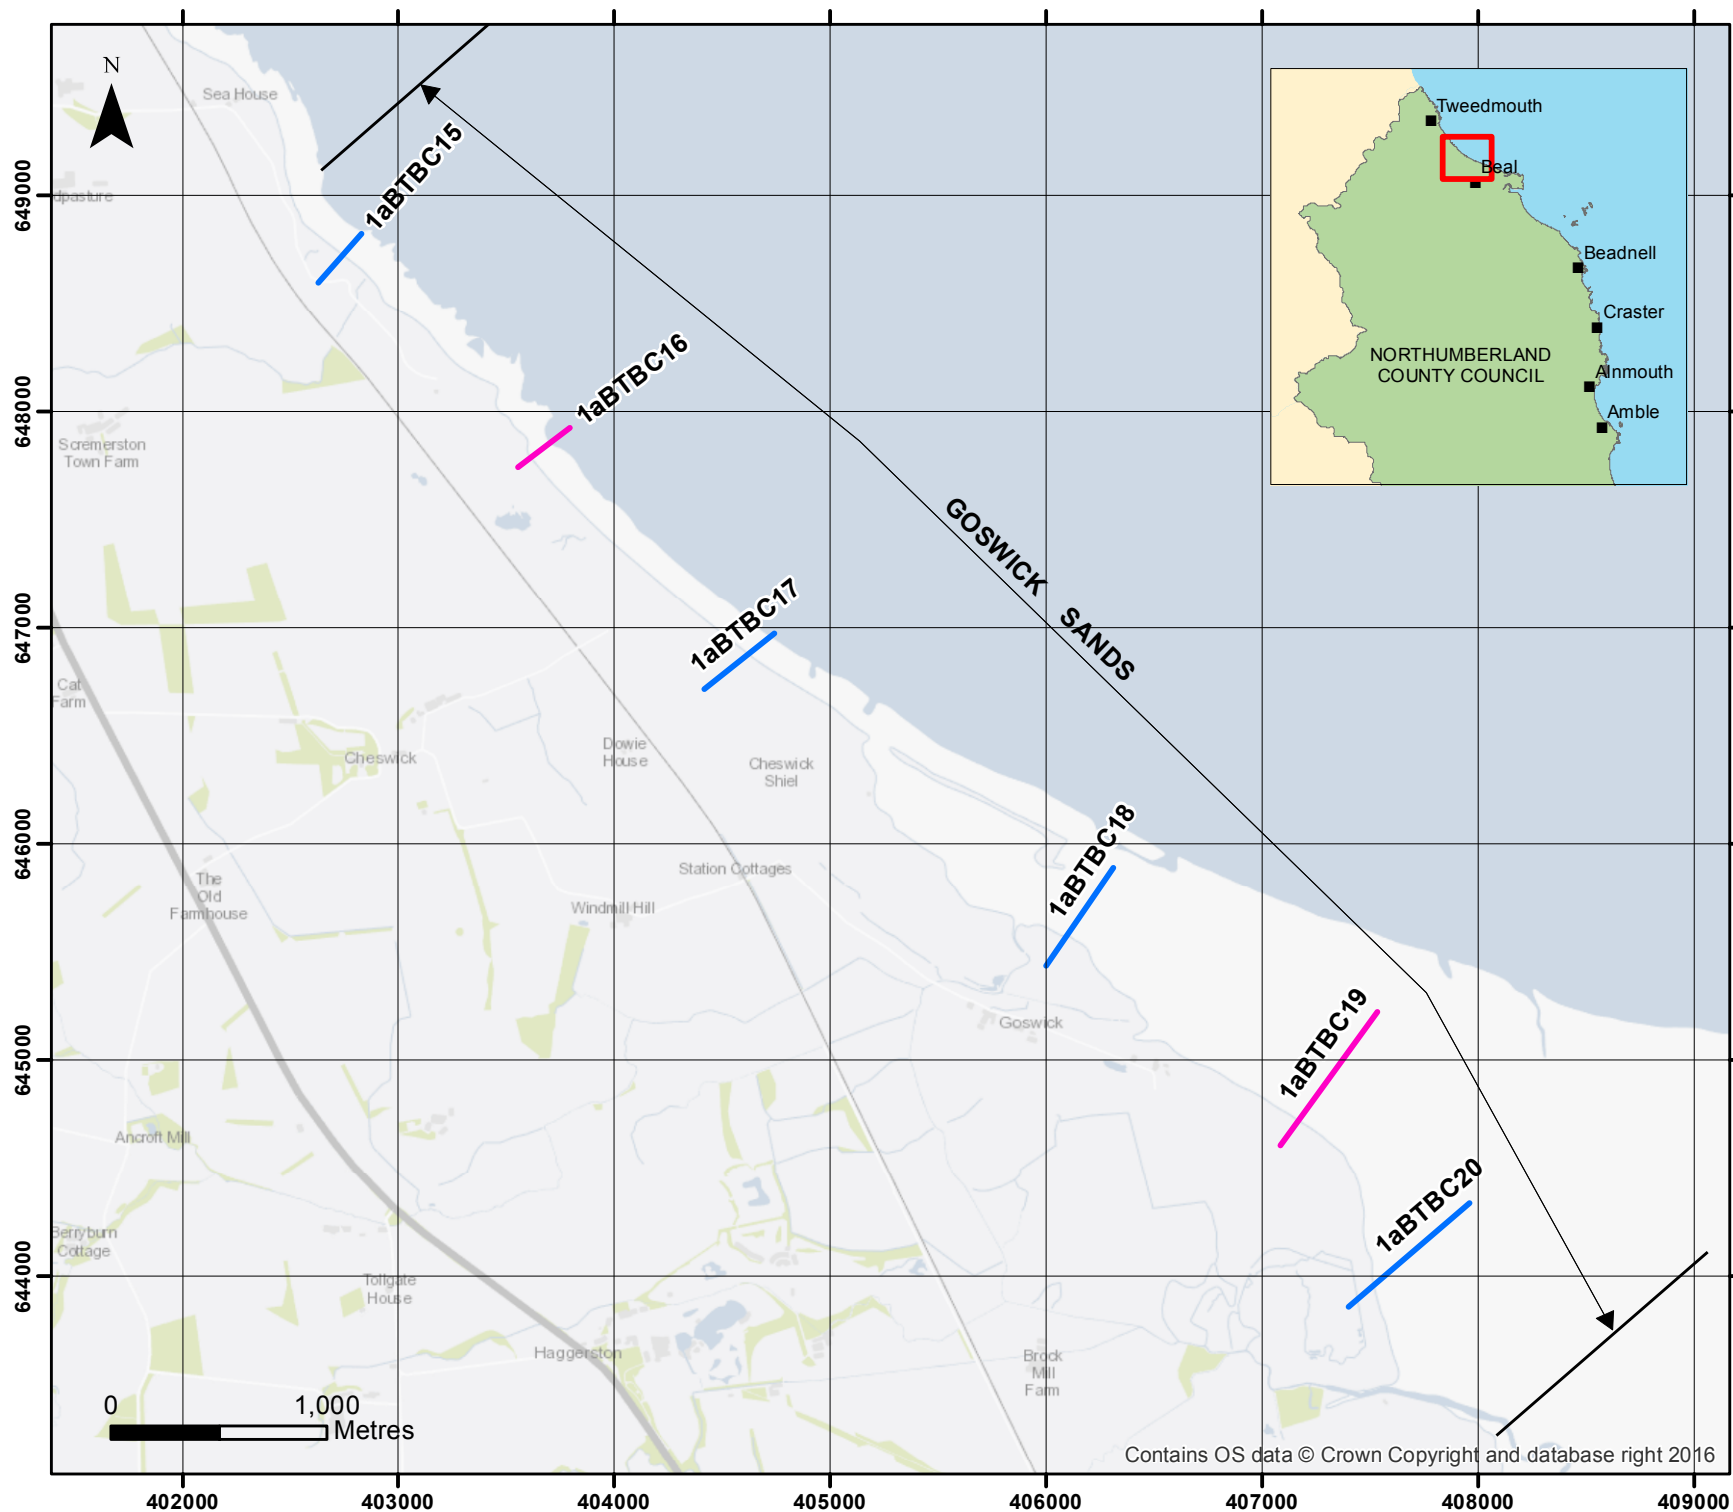 N
Sea House
dpasture
1aBTBC15
Tweedmouth
Beal
Beadnell
Craster
NORTHUMBERLAND
COUNTY COUNCIL
Alnmouth
Amble
1aBTBC16
Scremerston
Town Farm
GOSWICK SANDS
1aBTBC17
Cat
Farm
Cheswick
Dowie
House
Cheswick
Shiel
1aBTBC18
Station Cottages
The
Old
Farmhouse
Windmill Hill
1aBTBC19
Goswick
Ancroft Mill
1aBTBC20
Berryburn
Cottage
Tollgate
House
Haggerston
Brock
Mill
Farm
0 1,000
Metres
Contains OS data © Crown Copyright and database right 2016
649000
648000
647000
646000
645000
644000
402000 403000 404000 405000 406000 407000 408000 409000